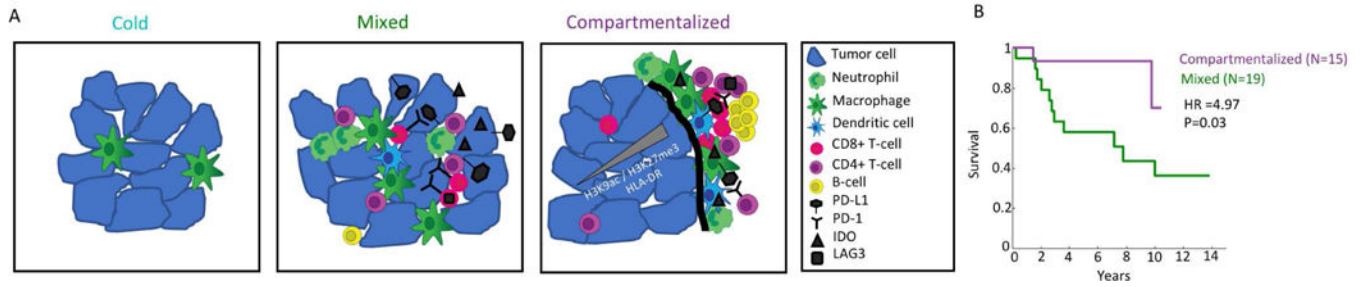 A
Cold
Mixed
Compartmentalized
H3K9ac / H3K27me3
HLA-DR
Tumor cell
Neutrophil
Macrophage
Dendritic cell
CD8+ T-cell
CD4+ T-cell
B-cell
PD-L1
PD-1
IDO
LAG3
B
Compartmentalized (N=15)
Mixed (N=19)
HR =4.97
P=0.03
Survival
1
0.8
0.6
0.4
0.2
0
0 2 4 6 8 10 12 14
Years